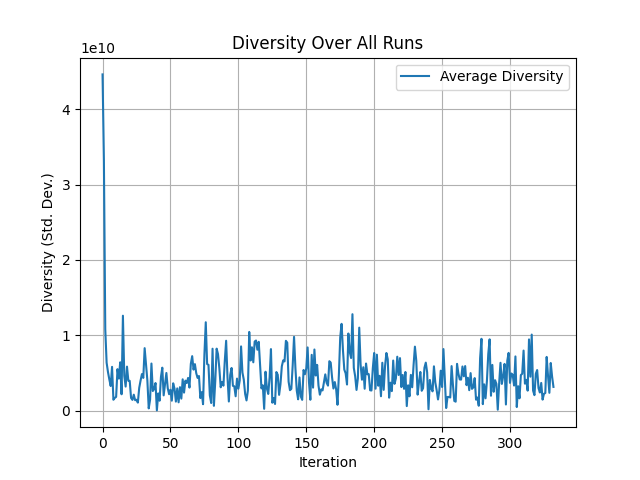 Diversity Over All Runs
1e10
Average Diversity
4
3
2
1
0
Diversity (Std. Dev.)
0 50 100 150 200 250 300
Iteration